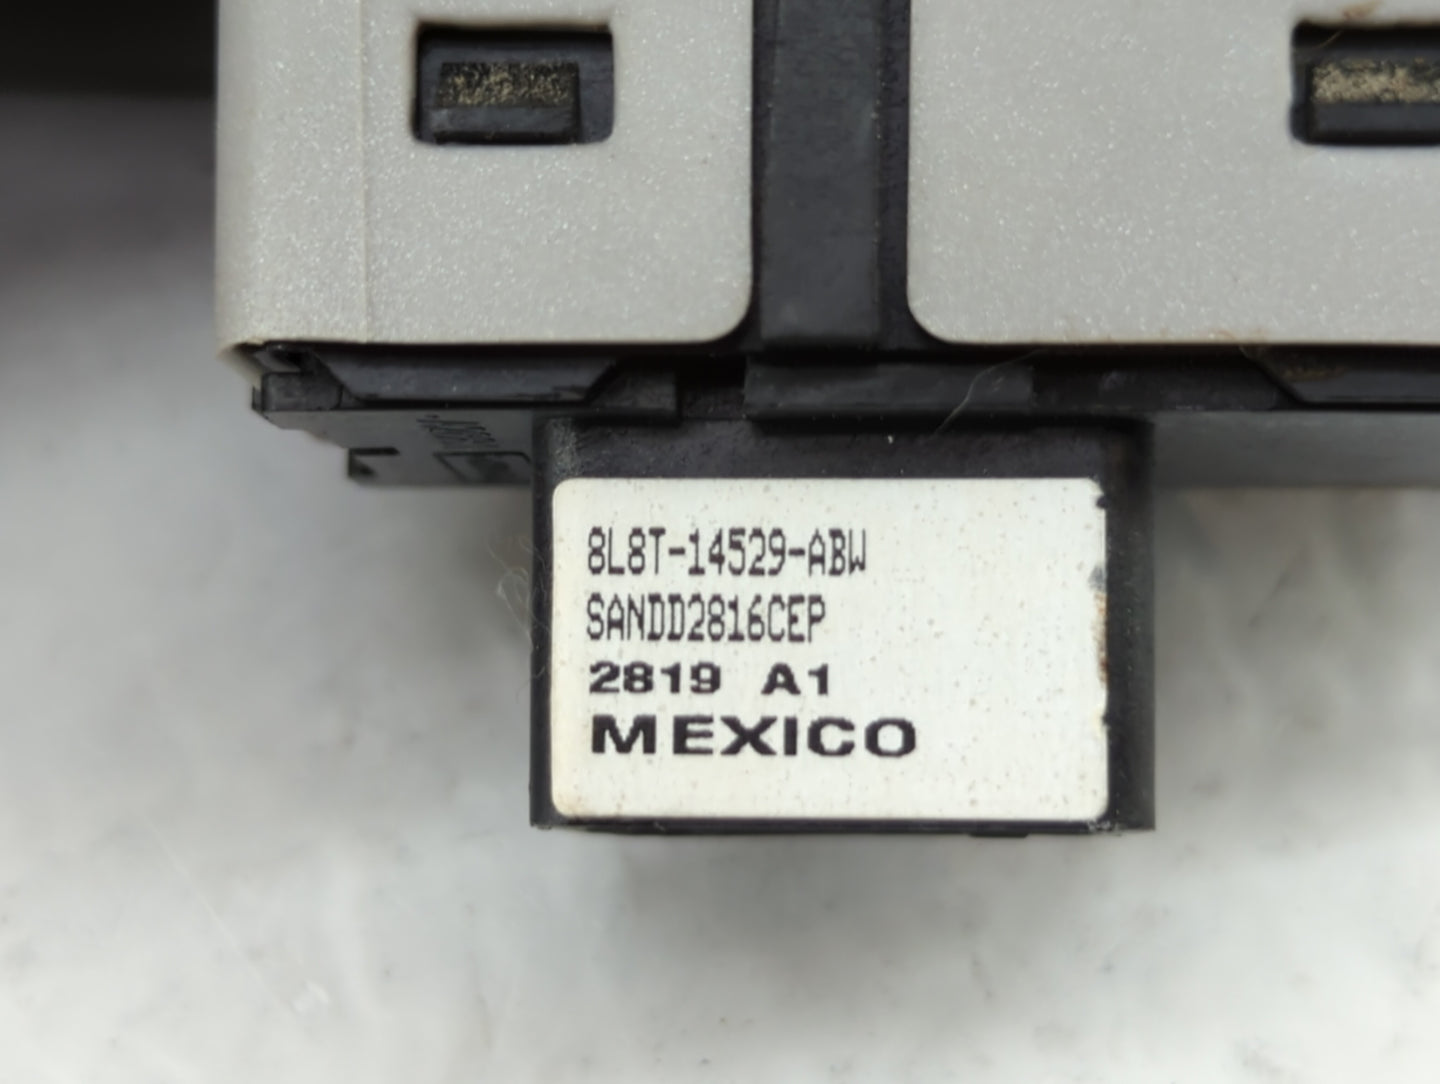 8L8T-14529-ABW
SANDD2816CEP
2819 A1
MEXICO